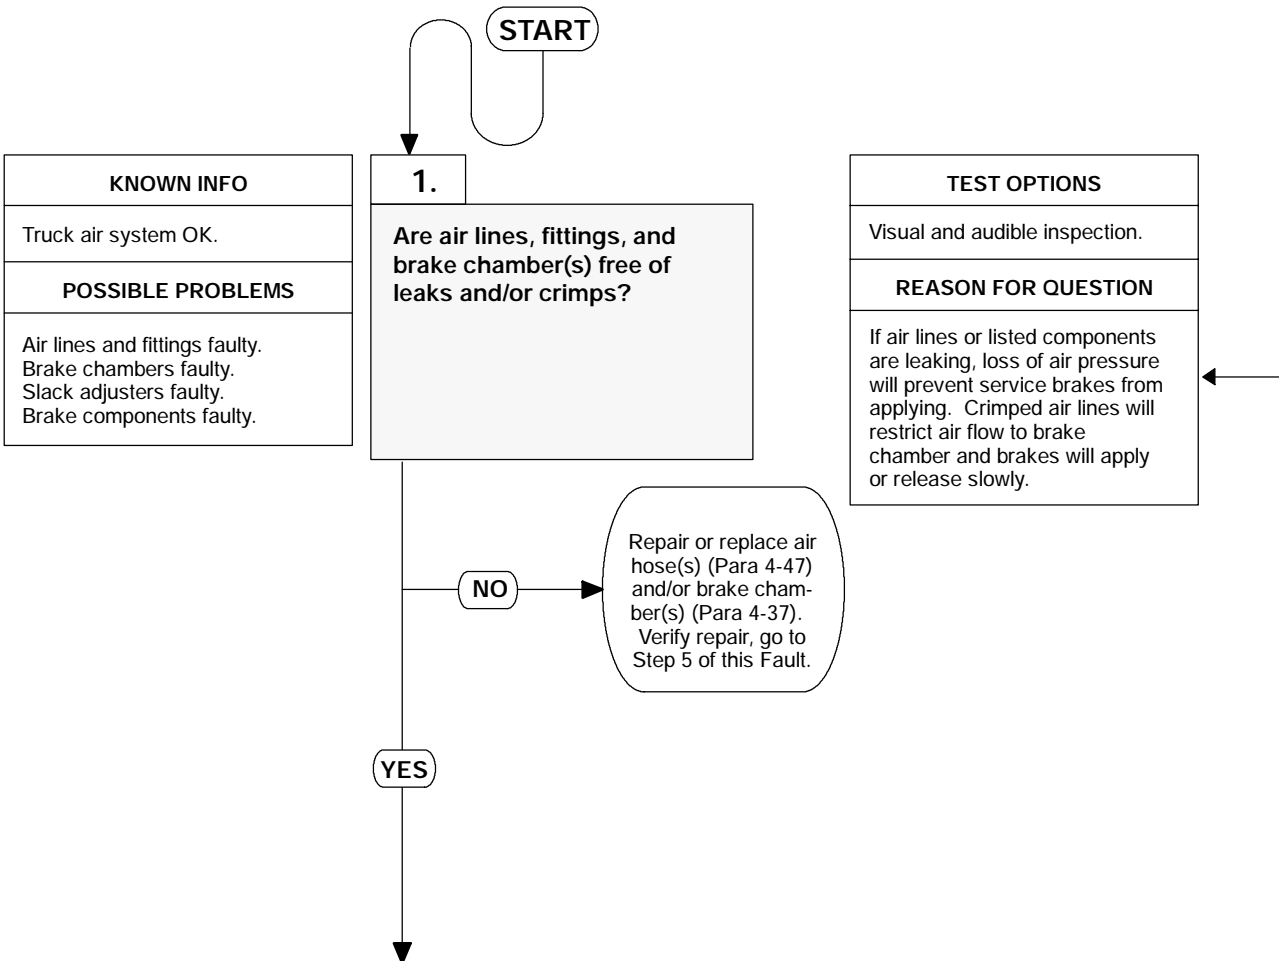 START
KNOWN INFO
Truck air system OK.
POSSIBLE PROBLEMS
Air lines and fittings faulty.
Brake chambers faulty.
Slack adjusters faulty.
Brake components faulty.
1.
Are air lines, fittings, and
brake chamber(s) free of
leaks and/or crimps?
TEST OPTIONS
Visual and audible inspection.
REASON FOR QUESTION
If air lines or listed components
are leaking, loss of air pressure
will prevent service brakes from
applying. Crimped air lines will
restrict air flow to brake
chamber and brakes will apply
or release slowly.
NO
Repair or replace air
hose(s) (Para 4-47)
and/or brake cham-
ber(s) (Para 4-37).
Verify repair, go to
Step 5 of this Fault.
YES